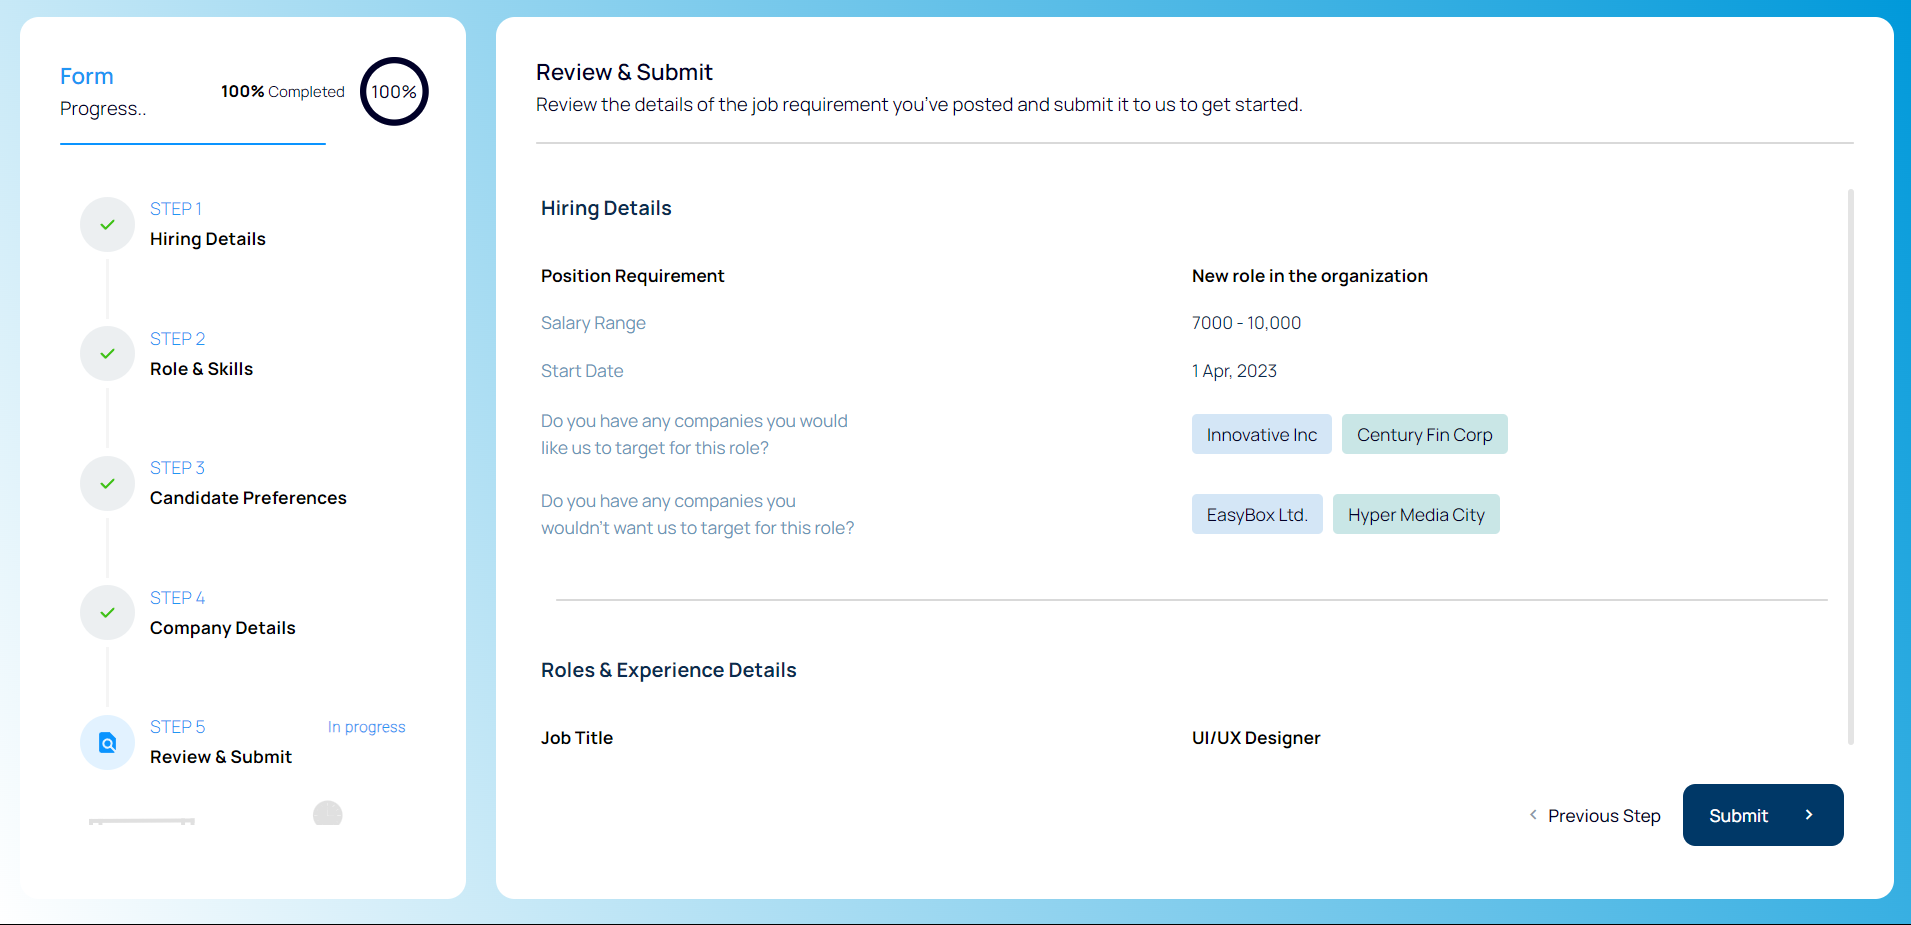 Form
Progress..
100% Completed
100%
STEP 1
Hiring Details
STEP 2
Role & Skills
STEP 3
Candidate Preferences
STEP 4
Company Details
STEP 5
In progress
Review & Submit
Review & Submit
Review the details of the job requirement you've posted and submit it to us to get started.
Hiring Details
Position Requirement
New role in the organization
Salary Range
7000 - 10,000
Start Date
1 Apr, 2023
Do you have any companies you would
like us to target for this role?
Innovative Inc
Century Fin Corp
Do you have any companies you
wouldn't want us to target for this role?
EasyBox Ltd.
Hyper Media City
Roles & Experience Details
Job Title
UI/UX Designer
Previous Step
Submit